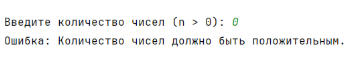 Введите количество чисел (n > 0): 0
Ошибка: Количество чисел должно быть положительным.